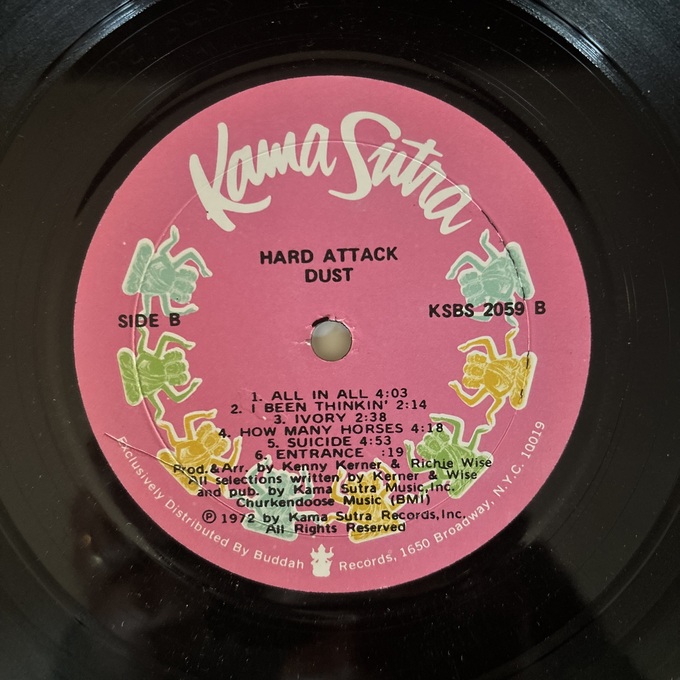 Kama Sutra
HARD ATTACK
DUST
SIDE B
KSBS 2059 B
1. ALL IN ALL 4:03
2. I BEEN THINKIN' 2:14
3. IVORY 2:38
4. HOW MANY HORSES 4:18
5. SUICIDE 4:53
6. ENTRANCE :19
Prod. & Arr. by Kenny Kerner & Richie Wise
All selections written by Kerner & Wise
and pub. by Kama Sutra Music, Inc.
Churkendoose Music (BMI)
℗ 1972 by Kama Sutra Records, Inc.
All Rights Reserved
Exclusively Distributed By Buddah Records, 1650 Broadway, N.Y.C. 10019